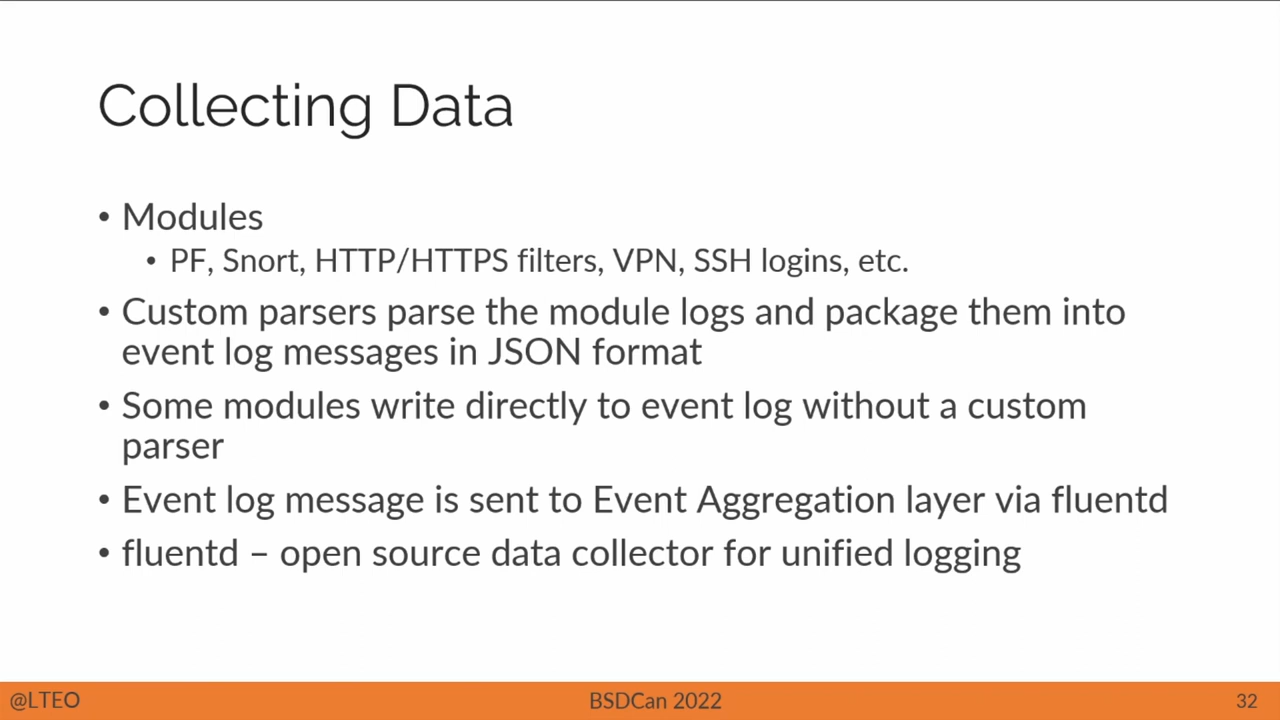 Collecting Data
• Modules
• PF, Snort, HTTP/HTTPS filters, VPN, SSH logins, etc.
• Custom parsers parse the module logs and package them into
event log messages in JSON format
• Some modules write directly to event log without a custom
parser
• Event log message is sent to Event Aggregation layer via fluentd
• fluentd – open source data collector for unified logging
@LTEO BSDCan 2022 32